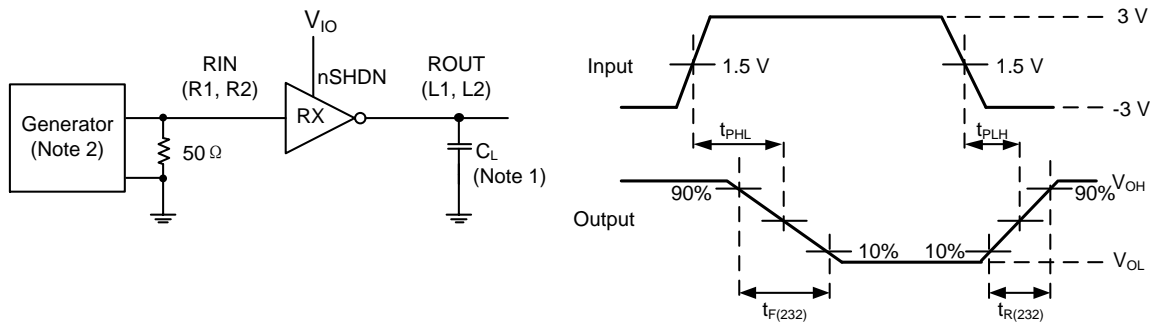 V_IO
RIN
(R1, R2)
nSHDN
ROUT
(L1, L2)
Generator
(Note 2)
50 Ω
RX
C_L
(Note 1)
3 V
Input
1.5 V
1.5 V
-3 V
t_PHL
t_PLH
90%
V_OH
90%
Output
10%
10%
V_OL
t_F(232)
t_R(232)